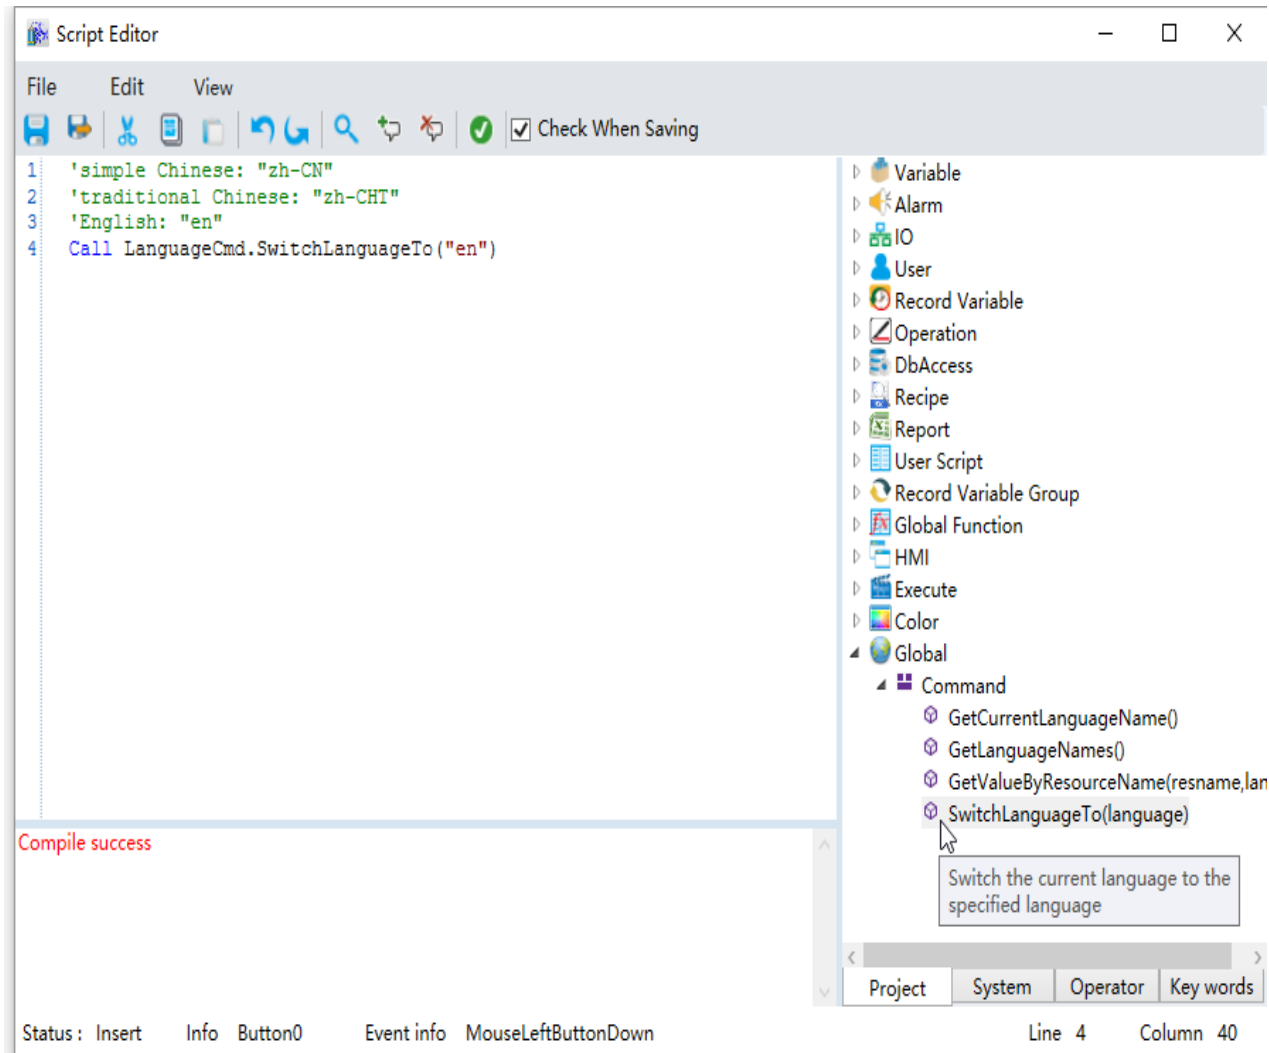 Script Editor
File Edit View
Check When Saving
1 'simple Chinese: "zh-CN"
2 'traditional Chinese: "zh-CHT"
3 'English: "en"
4 Call LanguageCmd.SwitchLanguageTo("en")
Variable
Alarm
IO
User
Record Variable
Operation
DbAccess
Recipe
Report
User Script
Record Variable Group
Global Function
HMI
Execute
Color
Global
Command
GetCurrentLanguageName()
GetLanguageNames()
GetValueByResourceName(resname,lan
SwitchLanguageTo(language)
Switch the current language to the
specified language
Compile success
Project System Operator Key words
Status : Insert Info Button0 Event info MouseLeftButtonDown Line 4 Column 40